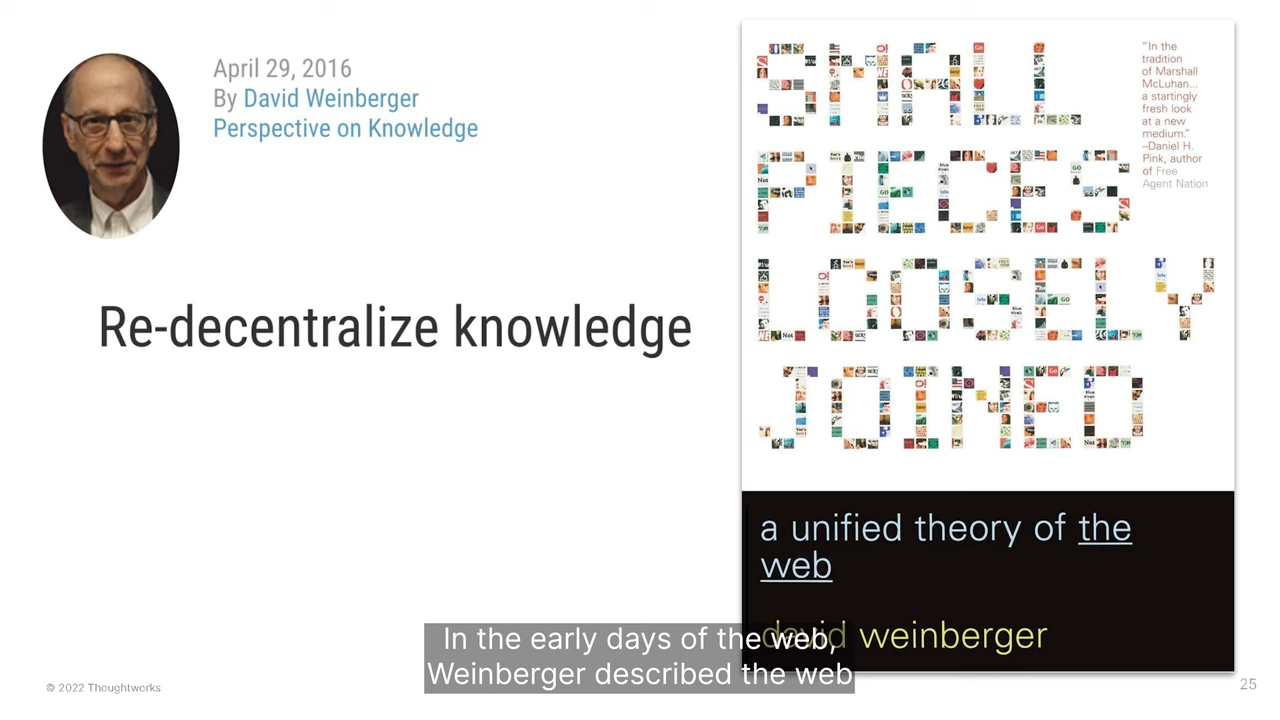 April 29, 2016
By David Weinberger
Perspective on Knowledge
Re-decentralize knowledge
SMALL
PIECES
LOOSELY
JOINED
"In the
tradition
of Marshall
McLuhan...
a startingly
fresh look
at a new
medium."
–Daniel H.
Pink, author
of Free
Agent Nation
a unified theory of the
web
david weinberger
In the early days of the web,
Weinberger described the web
© 2022 Thoughtworks
25